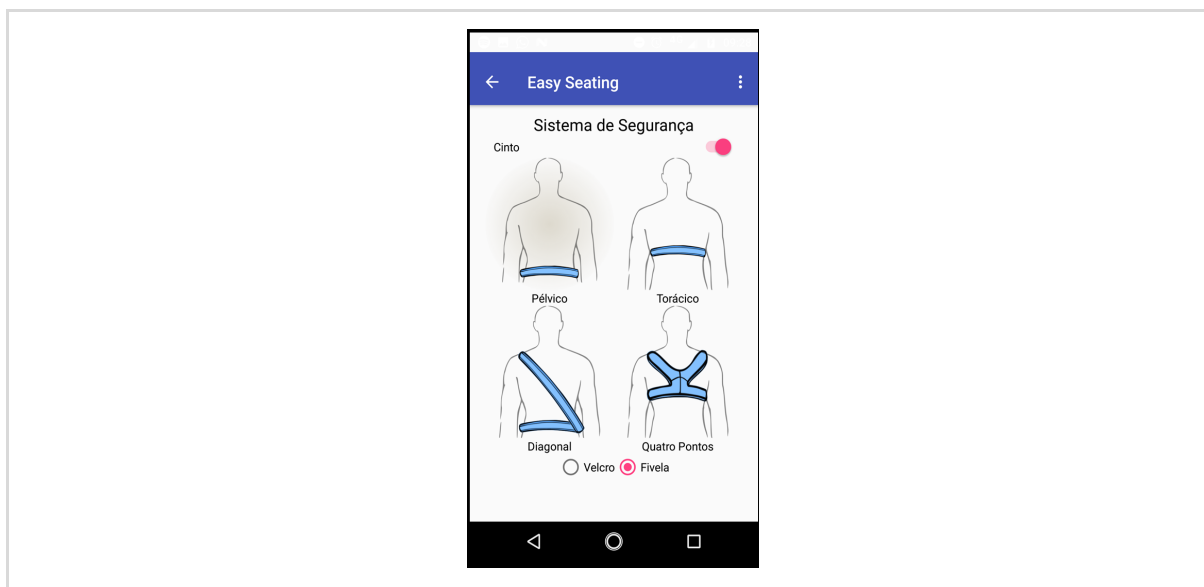 Easy Seating
Sistema de Segurança
Cinto
Pélvico
Torácico
Diagonal
Quatro Pontos
Velcro
Fivela